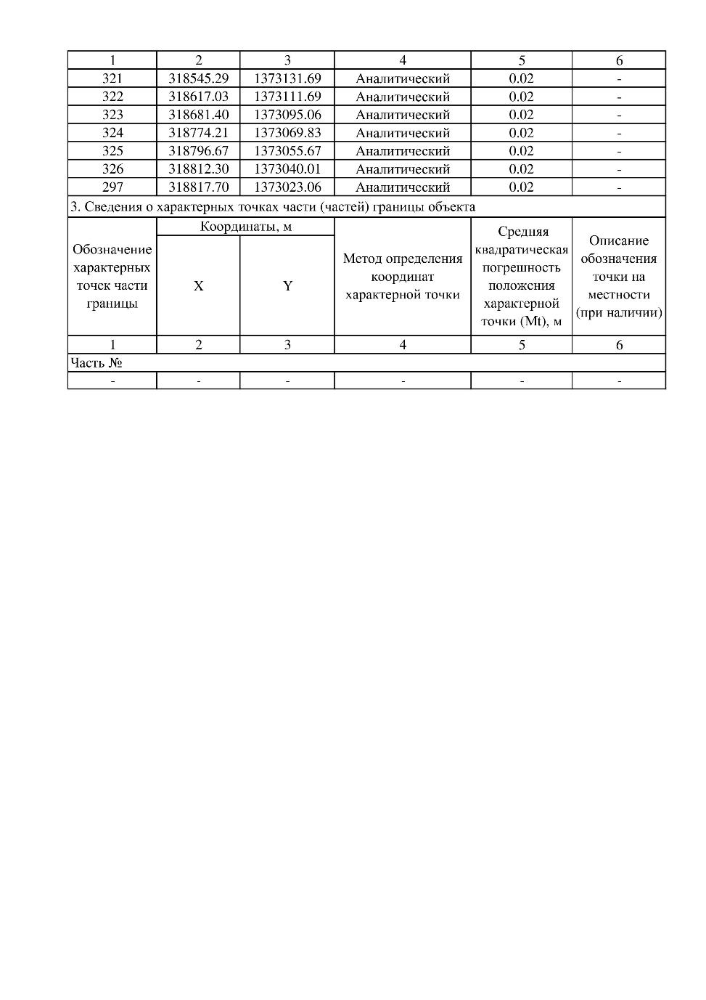 1 2 3 4 5 6
321 318545.29 1373131.69 Аналитический 0.02 -
322 318617.03 1373111.69 Аналитический 0.02 -
323 318681.40 1373095.06 Аналитический 0.02 -
324 318774.21 1373069.83 Аналитический 0.02 -
325 318796.67 1373055.67 Аналитический 0.02 -
326 318812.30 1373040.01 Аналитический 0.02 -
297 318817.70 1373023.06 Аналитический 0.02 -
3. Сведения о характерных точках части (частей) границы объекта
Обозначение
характерных
точек части
границы
Координаты, м
X Y
Метод определения
координат
характерной точки
Средняя
квадратическая
погрешность
положения
характерной
точки (Mt), м
Описание
обозначения
точки на
местности
(при наличии)
1 2 3 4 5 6
Часть №
- - - - - -